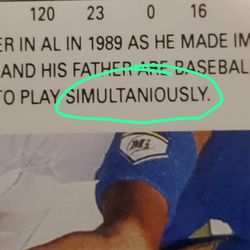 120 23 0 16
ER IN AL IN 1989 AS HE MADE IM
AND HIS FATHER ARE BASEBAL
TO PLAY SIMULTANIOUSLY.
M's